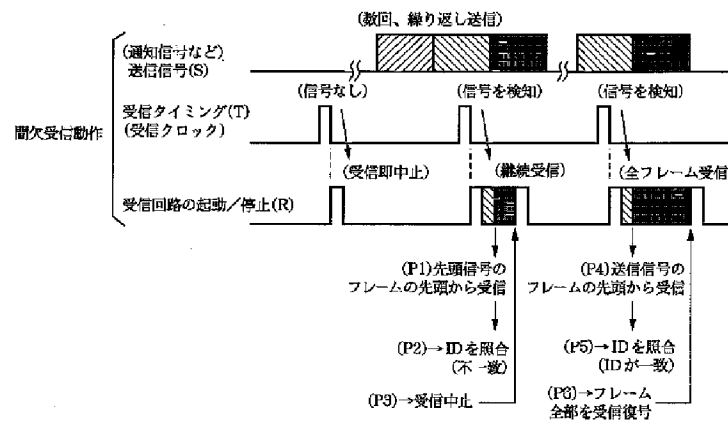 (数回、繰り返し送信)
(通知信号など)
送信信号(S)
(信号なし)
(信号を検知)
(信号を検知)
受信タイミング(T)
(受信クロック)
間欠受信動作
(受信即中止)
(継続受信)
(全フレーム受信)
受信回路の起動/停止(R)
(P1)先頭信号の
フレームの先頭から受信
(P4)送信信号の
フレームの先頭から受信
(P2)→IDを照合
(不一致)
(P5)→IDを照合
(IDが一致)
(P3)→受信中止
(P6)→フレーム
全部を受信復号